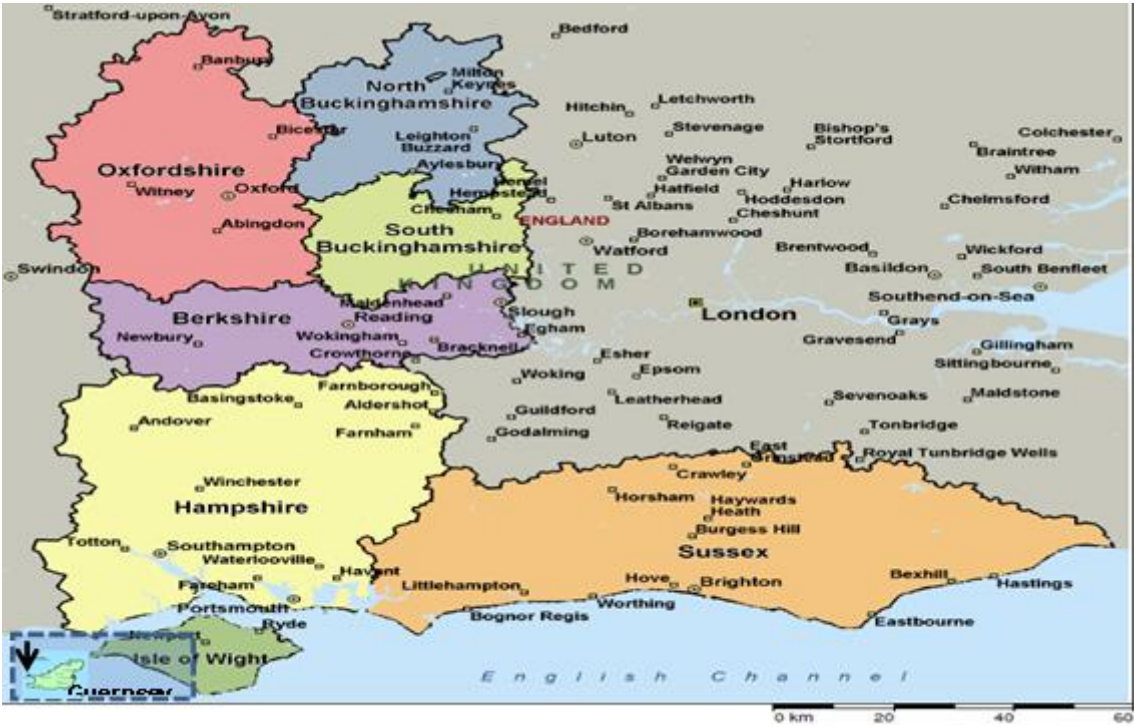 Stratford-upon-Avon
Bedford
Banbury
North
Buckinghamshire
Milton
Keynes
Hitchin
Letchworth
Luton
Stevenage
Bishop's
Stortford
Colchester
Braintree
Witham
Bicester
Leighton
Buzzard
Aylesbury
Oxfordshire
Witney
Oxford
Abingdon
Hemel
Hempstead
Chesham
ENGLAND
Welwyn
Garden City
Hatfield
St Albans
Harlow
Hoddesdon
Cheshunt
Chelmsford
South
Buckinghamshire
Borehamwood
Watford
Brentwood
Wickford
Basildon
South Benfleet
Southend-on-Sea
Swindon
UNITED
KINGDOM
Maidenhead
Reading
Slough
London
Grays
Gravesend
Berkshire
Newbury
Wokingham
Bracknell
Egham
Crowthorne
Gillingham
Sittingbourne
Esher
Epsom
Woking
Leatherhead
Sevenoaks
Maidstone
Farnborough
Basingstoke
Aldershot
Andover
Farnham
Guildford
Godalming
Reigate
Tonbridge
East
Grinstead
Royal Tunbridge Wells
Crawley
Winchester
Hampshire
Horsham
Haywards
Heath
Burgess Hill
Sussex
Totton
Southampton
Waterlooville
Fareham
Havant
Portsmouth
Littlehampton
Hove
Brighton
Bexhill
Hastings
Bognor Regis
Worthing
Eastbourne
Ryde
Newport
Isle of Wight
Guernsey
English Channel
0 km 20 40 60